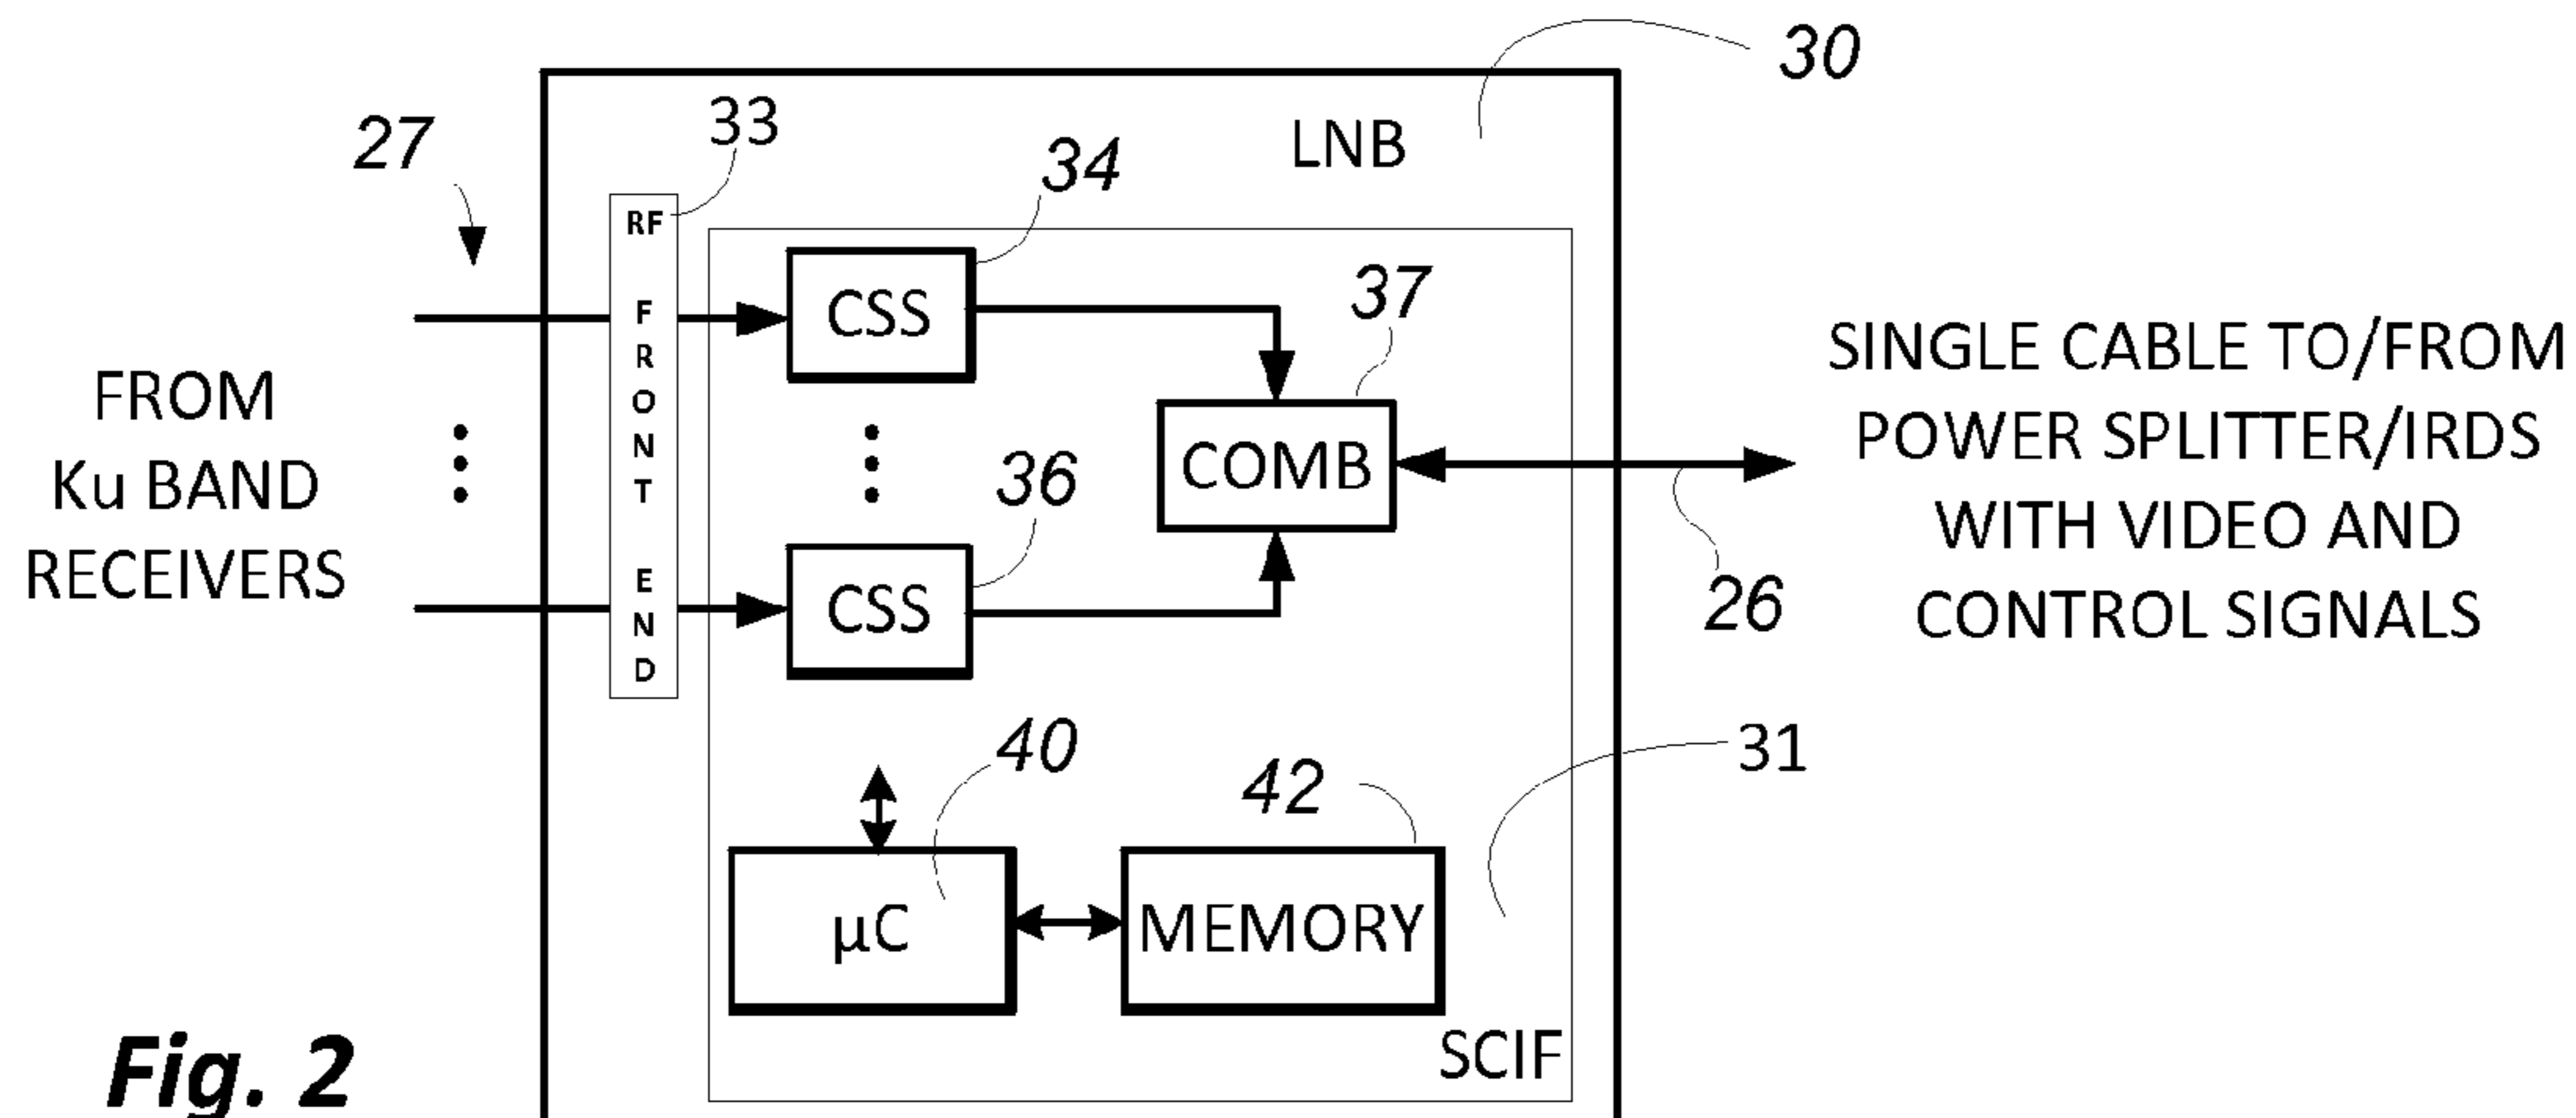 30
27
33
LNB
34
RF FRONT END
CSS
37
FROM
Ku BAND
RECEIVERS
COMB
SINGLE CABLE TO/FROM
POWER SPLITTER/IRDS
WITH VIDEO AND
CONTROL SIGNALS
36
26
CSS
40
42
31
µC
MEMORY
SCIF
Fig. 2